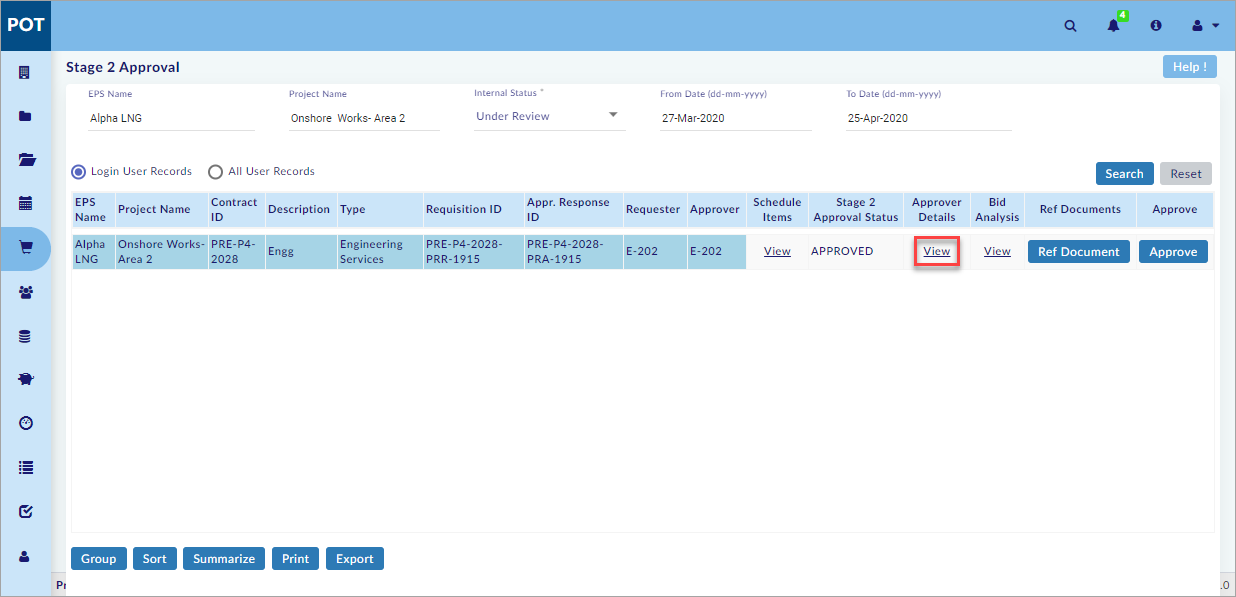 POT
4
Stage 2 Approval
Help !
EPS Name
Project Name
Internal Status *
From Date (dd-mm-yyyy)
To Date (dd-mm-yyyy)
Alpha LNG
Onshore Works- Area 2
Under Review
27-Mar-2020
25-Apr-2020
Login User Records
All User Records
Search
Reset
EPS
Name
Project Name
Contract
ID
Description
Type
Requisition ID
Appr. Response
ID
Requester
Approver
Schedule
Items
Stage 2
Approval Status
Approver
Details
Bid
Analysis
Ref Documents
Approve
Alpha
LNG
Onshore Works-
Area 2
PRE-P4-
2028
Engg
Engineering
Services
PRE-P4-2028-
PRR-1915
PRE-P4-2028-
PRA-1915
E-202
E-202
View
APPROVED
View
View
Ref Document
Approve
Group
Sort
Summarize
Print
Export